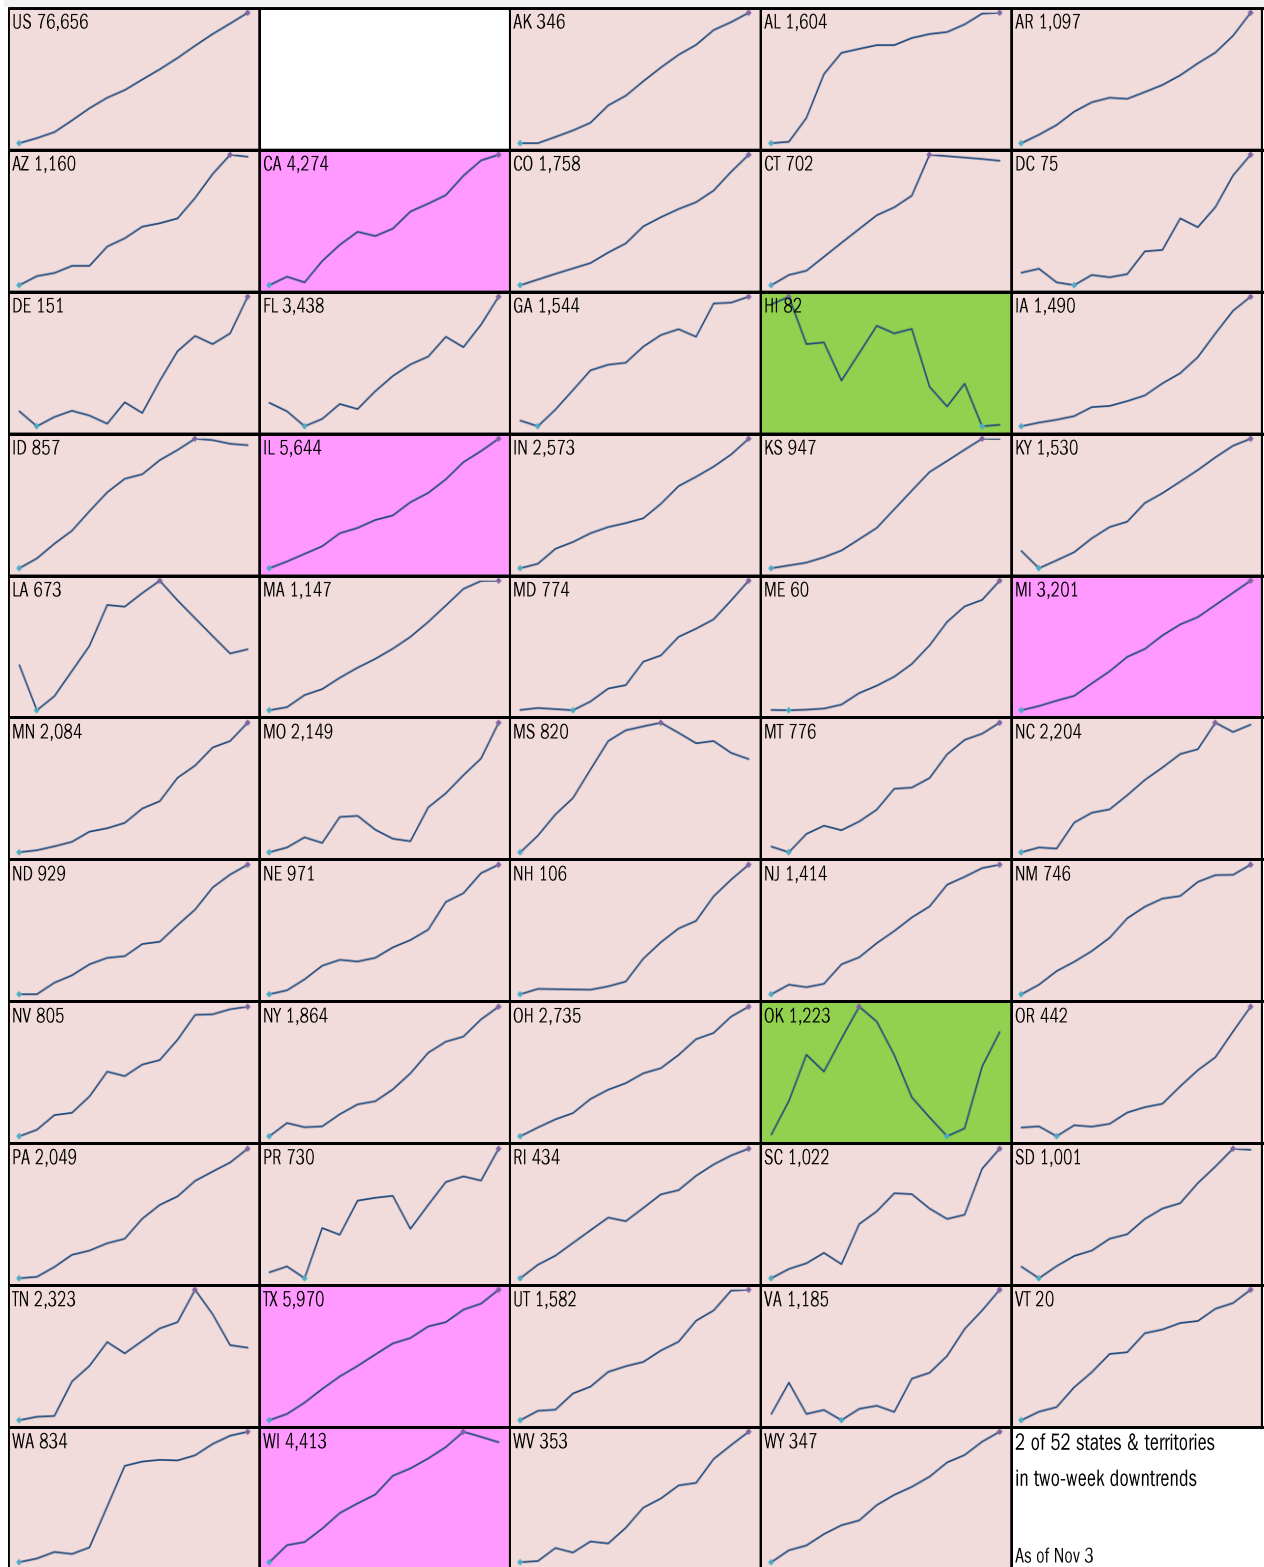 US 76,656
AK 346
AL 1,604
AR 1,097
AZ 1,160
CA 4,274
CO 1,758
CT 702
DC 75
DE 151
FL 3,438
GA 1,544
HI 82
IA 1,490
ID 857
IL 5,644
IN 2,573
KS 947
KY 1,530
LA 673
MA 1,147
MD 774
ME 60
MI 3,201
MN 2,084
MO 2,149
MS 820
MT 776
NC 2,204
ND 929
NE 971
NH 106
NJ 1,414
NM 746
NV 805
NY 1,864
OH 2,735
OK 1,223
OR 442
PA 2,049
PR 730
RI 434
SC 1,022
SD 1,001
TN 2,323
TX 5,970
UT 1,582
VA 1,185
VT 20
WA 834
WI 4,413
WV 353
WY 347
2 of 52 states & territories
in two-week downtrends
As of Nov 3